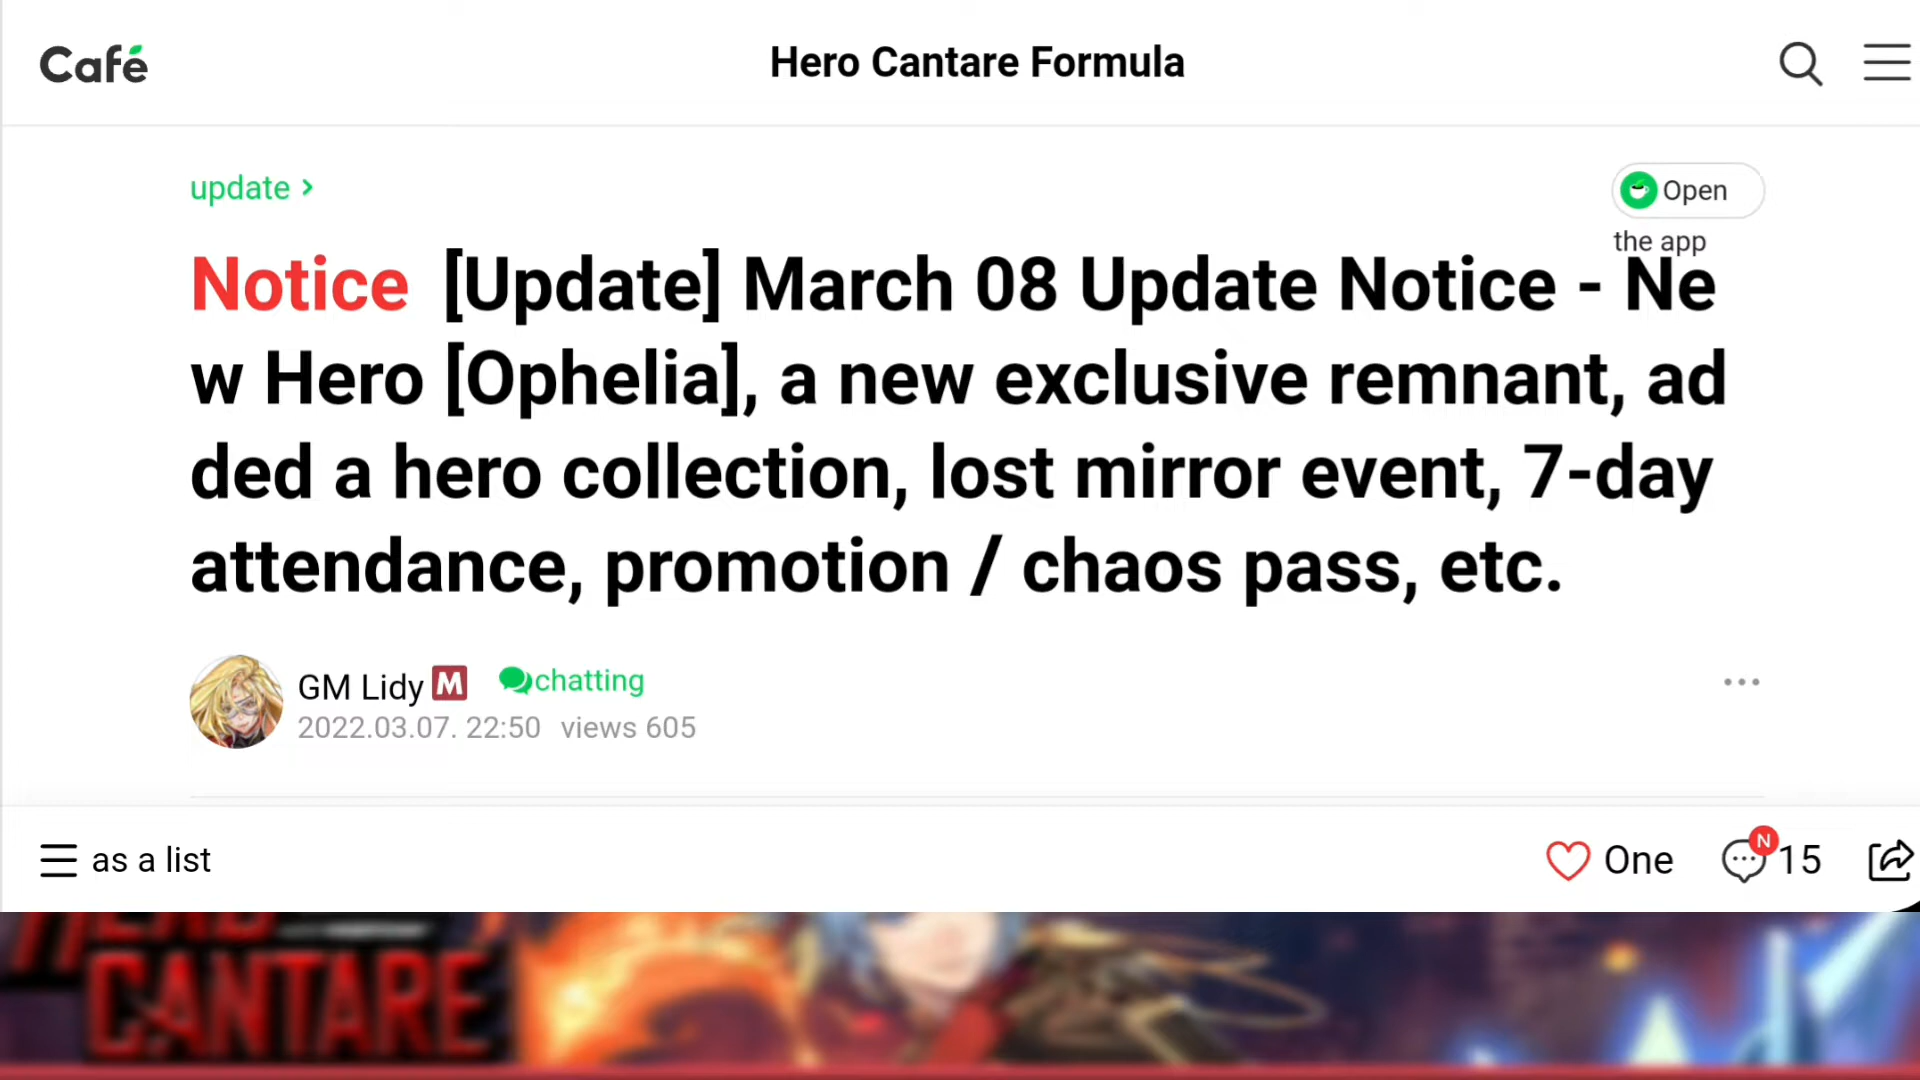 Café
Hero Cantare Formula
update >
Open
the app
Notice [Update] March 08 Update Notice - Ne
w Hero [Ophelia], a new exclusive remnant, ad
ded a hero collection, lost mirror event, 7-day
attendance, promotion / chaos pass, etc.
GM Lidy M chatting
2022.03.07. 22:50 views 605
as a list
One
N
15
HERO
CANTARE